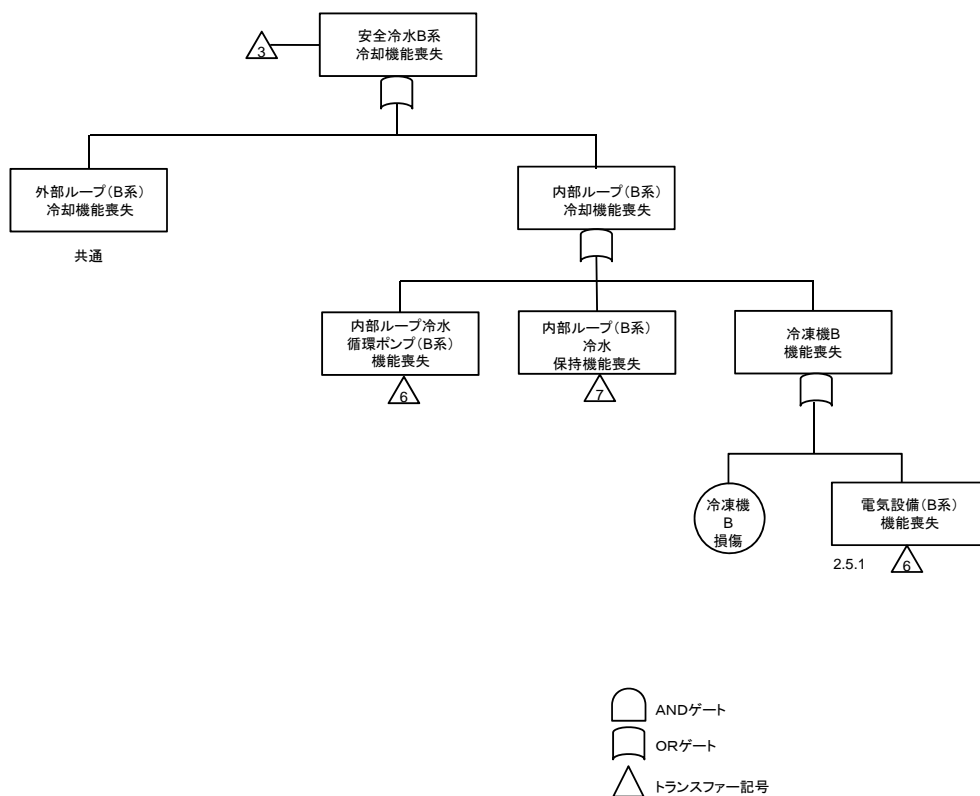 安全冷水B系
冷却機能喪失
3
外部ループ(B系)
冷却機能喪失
共通
内部ループ(B系)
冷却機能喪失
内部ループ冷水
循環ポンプ(B系)
機能喪失
6
内部ループ(B系)
冷水
保持機能喪失
7
冷凍機B
機能喪失
冷凍機
B
損傷
電気設備(B系)
機能喪失
2.5.1
6
ANDゲート
ORゲート
トランスファー記号